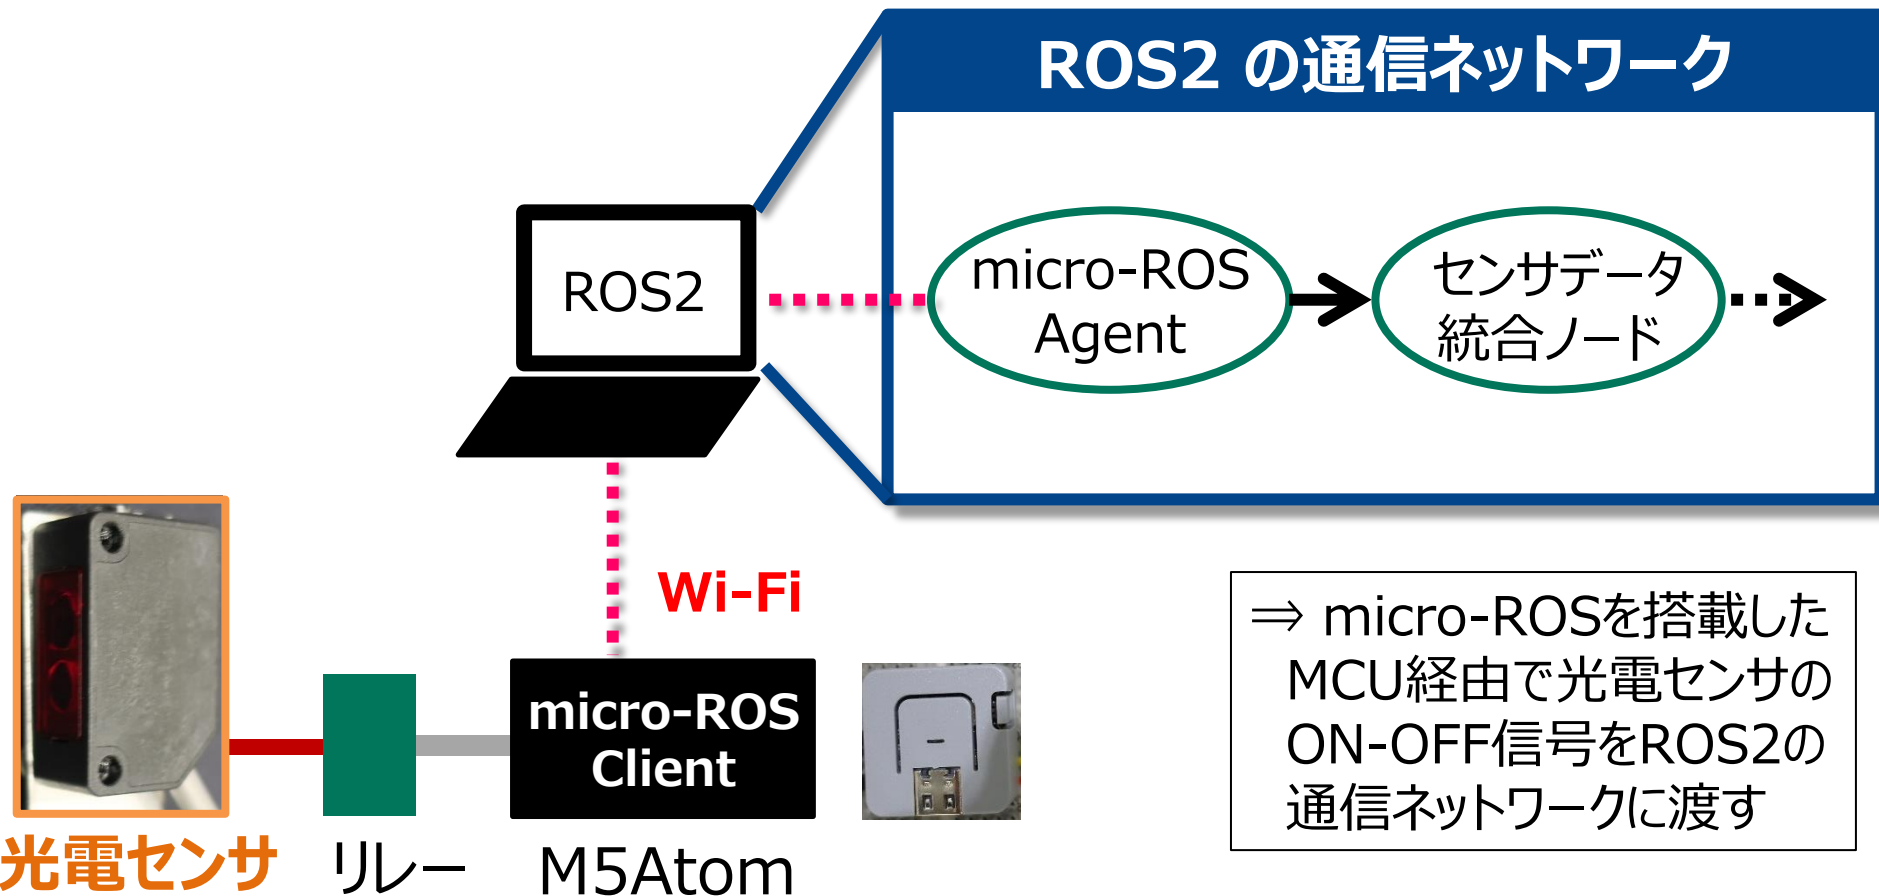 ROS2 の通信ネットワーク
ROS2
micro-ROS
Agent
センサデータ
統合ノード
Wi-Fi
micro-ROS
Client
光電センサ
リレー
M5Atom
⇒ micro-ROSを搭載した
MCU経由で光電センサの
ON-OFF信号をROS2の
通信ネットワークに渡す